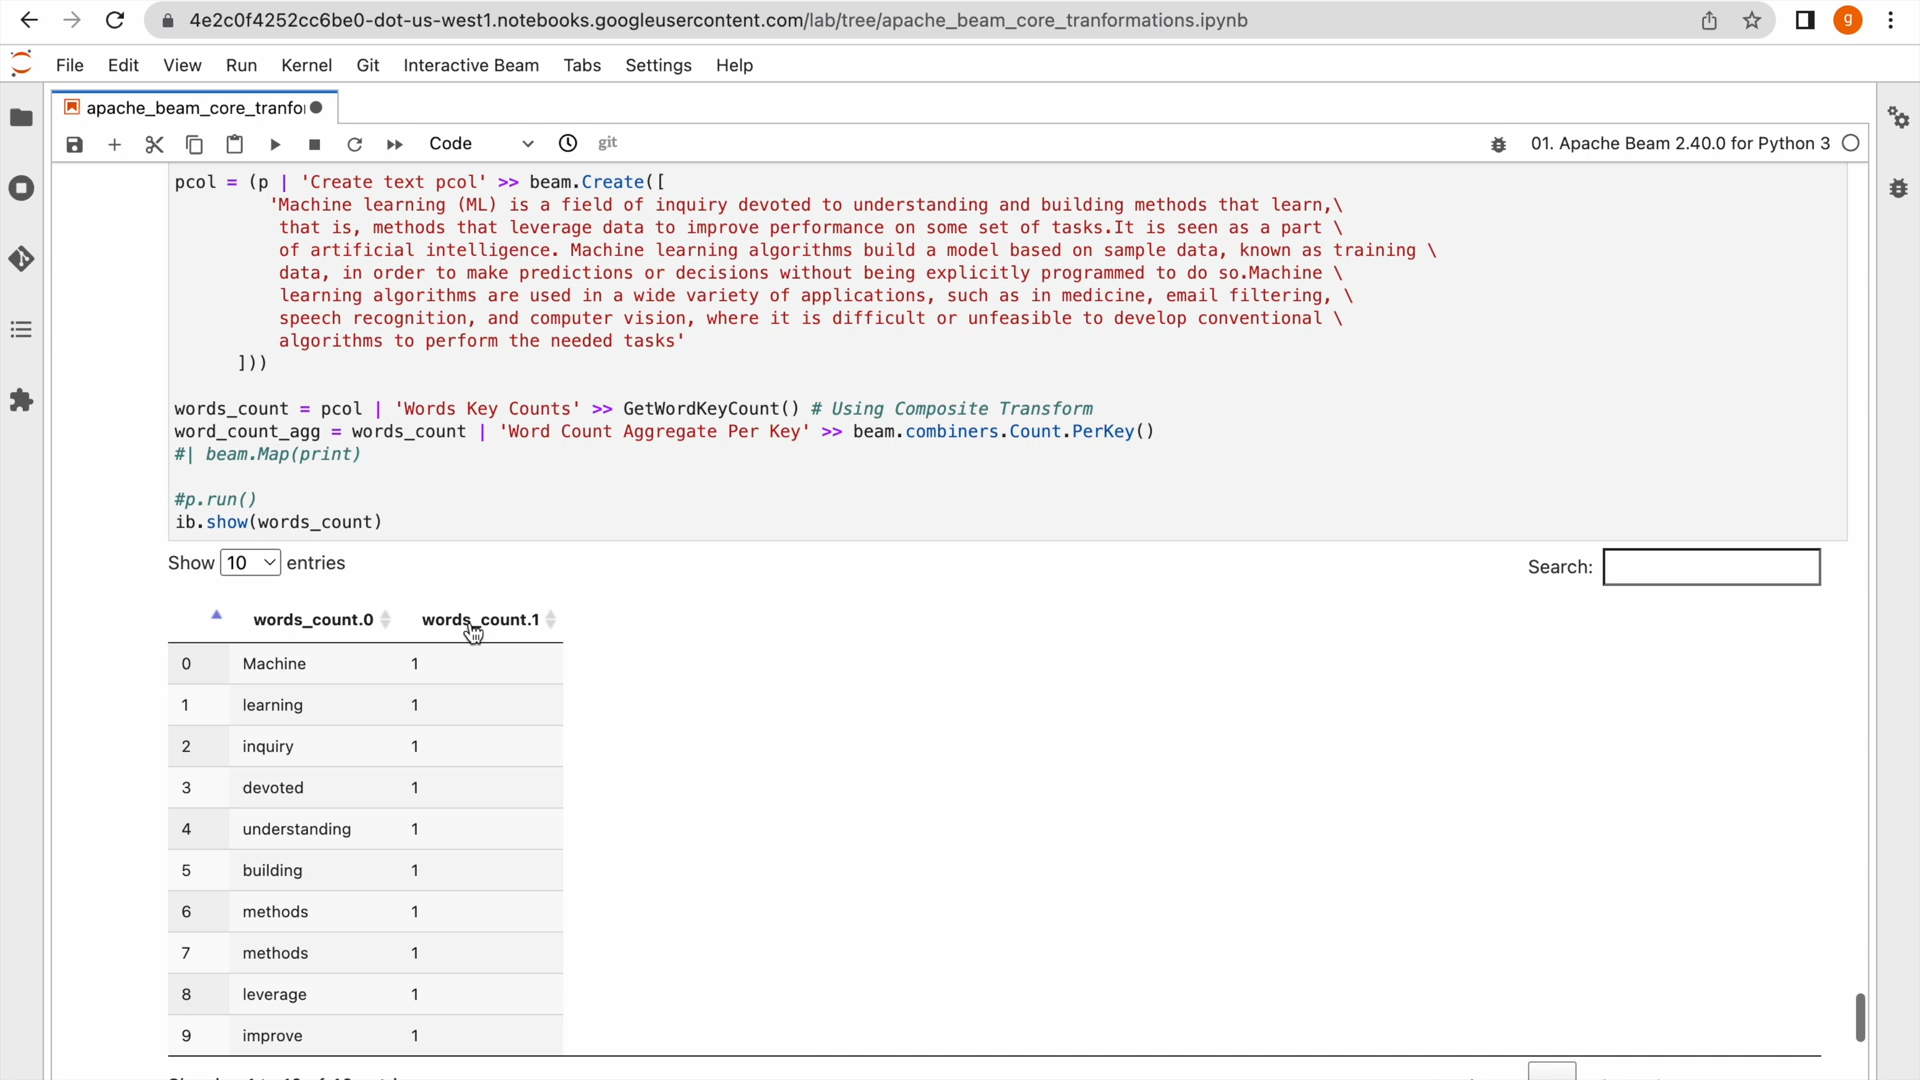 4e2c0f4252cc6be0-dot-us-west1.notebooks.googleusercontent.com/lab/tree/apache_beam_core_tranformations.ipynb
g
File Edit View Run Kernel Git Interactive Beam Tabs Settings Help
apache_beam_core_tranfo
Code git 01. Apache Beam 2.40.0 for Python 3
pcol = (p | 'Create text pcol' >> beam.Create([
'Machine learning (ML) is a field of inquiry devoted to understanding and building methods that learn,\
that is, methods that leverage data to improve performance on some set of tasks.It is seen as a part \
of artificial intelligence. Machine learning algorithms build a model based on sample data, known as training \
data, in order to make predictions or decisions without being explicitly programmed to do so.Machine \
learning algorithms are used in a wide variety of applications, such as in medicine, email filtering, \
speech recognition, and computer vision, where it is difficult or unfeasible to develop conventional \
algorithms to perform the needed tasks'
]))
words_count = pcol | 'Words Key Counts' >> GetWordKeyCount() # Using Composite Transform
word_count_agg = words_count | 'Word Count Aggregate Per Key' >> beam.combiners.Count.PerKey()
#| beam.Map(print)
#p.run()
ib.show(words_count)
Show 10 entries Search:
words_count.0 words_count.1
0 Machine 1
1 learning 1
2 inquiry 1
3 devoted 1
4 understanding 1
5 building 1
6 methods 1
7 methods 1
8 leverage 1
9 improve 1